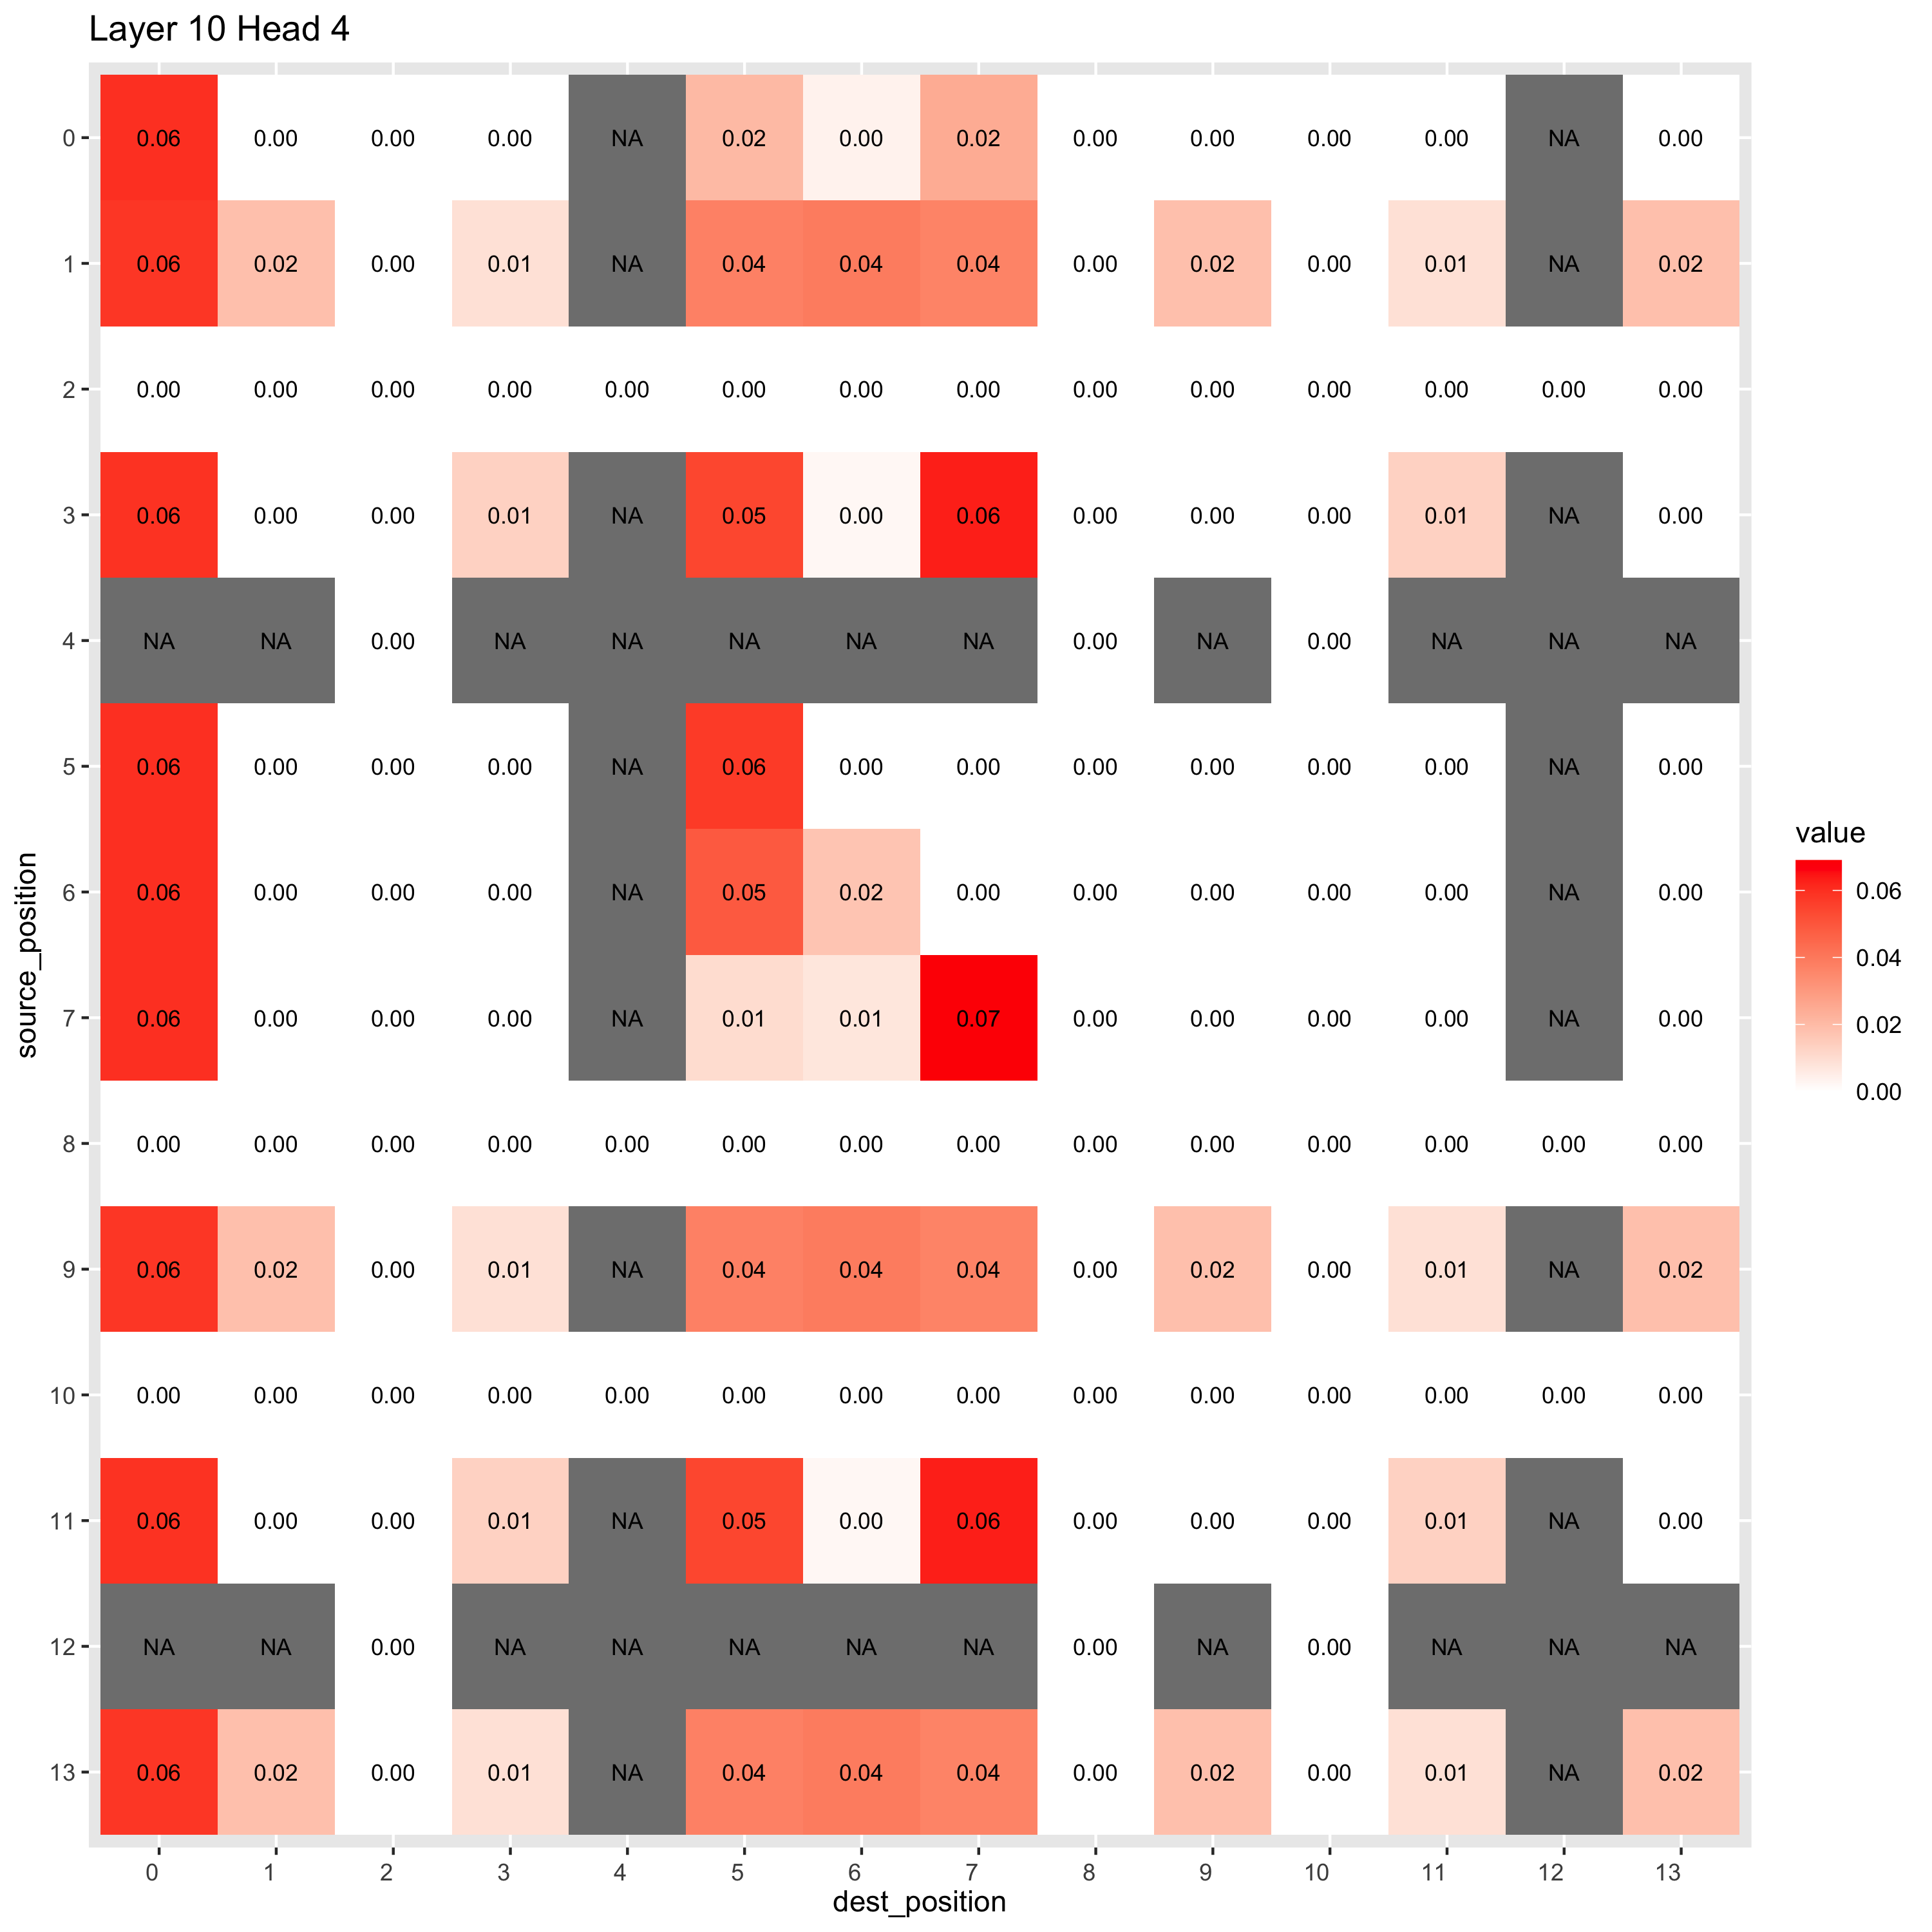 Layer 10 Head 4
0 0.06 0.00 0.00 0.00 NA 0.02 0.00 0.02 0.00 0.00 0.00 0.00 NA 0.00
1 0.06 0.02 0.00 0.01 NA 0.04 0.04 0.04 0.00 0.02 0.00 0.01 NA 0.02
2 0.00 0.00 0.00 0.00 0.00 0.00 0.00 0.00 0.00 0.00 0.00 0.00 0.00 0.00
3 0.06 0.00 0.00 0.01 NA 0.05 0.00 0.06 0.00 0.00 0.00 0.01 NA 0.00
4 NA NA 0.00 NA NA NA NA NA 0.00 NA 0.00 NA NA NA
5 0.06 0.00 0.00 0.00 NA 0.06 0.00 0.00 0.00 0.00 0.00 0.00 NA 0.00
6 0.06 0.00 0.00 0.00 NA 0.05 0.02 0.00 0.00 0.00 0.00 0.00 NA 0.00
7 0.06 0.00 0.00 0.00 NA 0.01 0.01 0.07 0.00 0.00 0.00 0.00 NA 0.00
8 0.00 0.00 0.00 0.00 0.00 0.00 0.00 0.00 0.00 0.00 0.00 0.00 0.00 0.00
9 0.06 0.02 0.00 0.01 NA 0.04 0.04 0.04 0.00 0.02 0.00 0.01 NA 0.02
10 0.00 0.00 0.00 0.00 0.00 0.00 0.00 0.00 0.00 0.00 0.00 0.00 0.00 0.00
11 0.06 0.00 0.00 0.01 NA 0.05 0.00 0.06 0.00 0.00 0.00 0.01 NA 0.00
12 NA NA 0.00 NA NA NA NA NA 0.00 NA 0.00 NA NA NA
13 0.06 0.02 0.00 0.01 NA 0.04 0.04 0.04 0.00 0.02 0.00 0.01 NA 0.02
0 1 2 3 4 5 6 7 8 9 10 11 12 13
dest_position
source_position
value
0.06
0.04
0.02
0.00